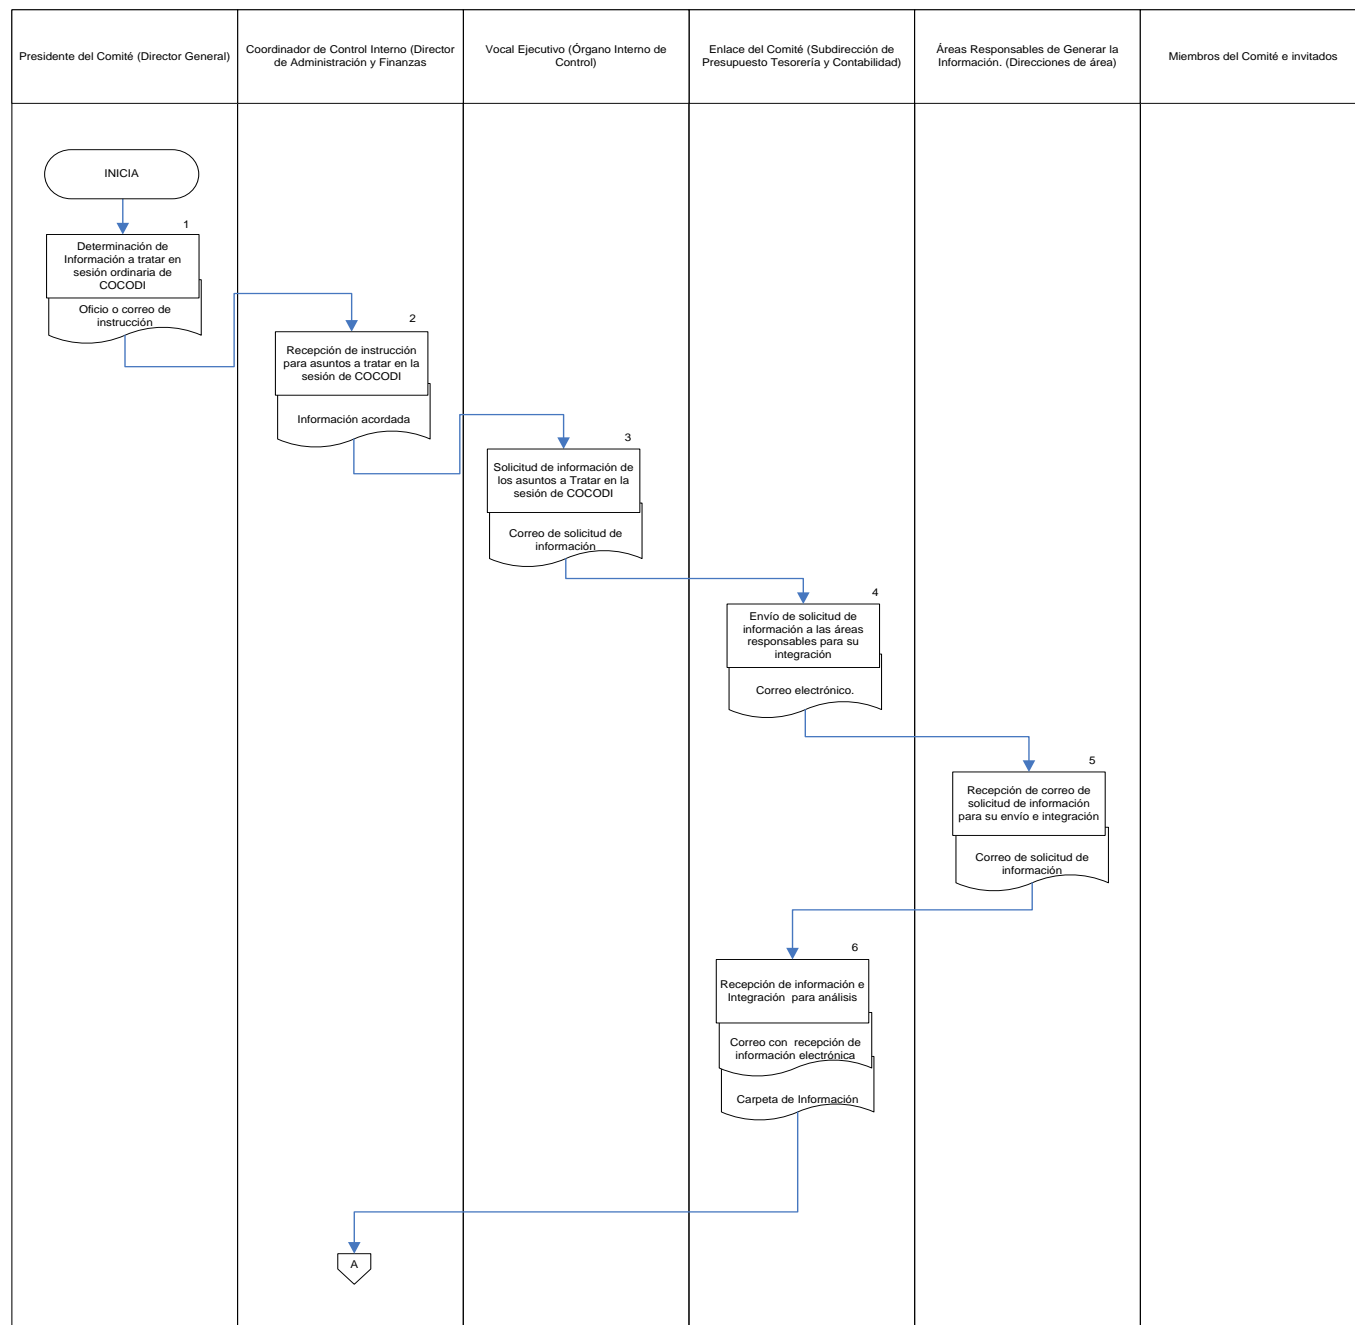 Presidente del Comité (Director General)
Coordinador de Control Interno (Director
de Administración y Finanzas
Vocal Ejecutivo (Órgano Interno de
Control)
Enlace del Comité (Subdirección de
Presupuesto Tesorería y Contabilidad)
Áreas Responsables de Generar la
Información. (Direcciones de área)
Miembros del Comité e invitados
INICIA
1
Determinación de
Información a tratar en
sesión ordinaria de
COCODI
Oficio o correo de
instrucción
2
Recepción de instrucción
para asuntos a tratar en la
sesión de COCODI
Información acordada
3
Solicitud de información de
los asuntos a Tratar en la
sesión de COCODI
Correo de solicitud de
información
4
Envío de solicitud de
información a las áreas
responsables para su
integración
Correo electrónico.
5
Recepción de correo de
solicitud de información
para su envío e integración
Correo de solicitud de
información
6
Recepción de información e
Integración para análisis
Correo con recepción de
información electrónica
Carpeta de Información
A